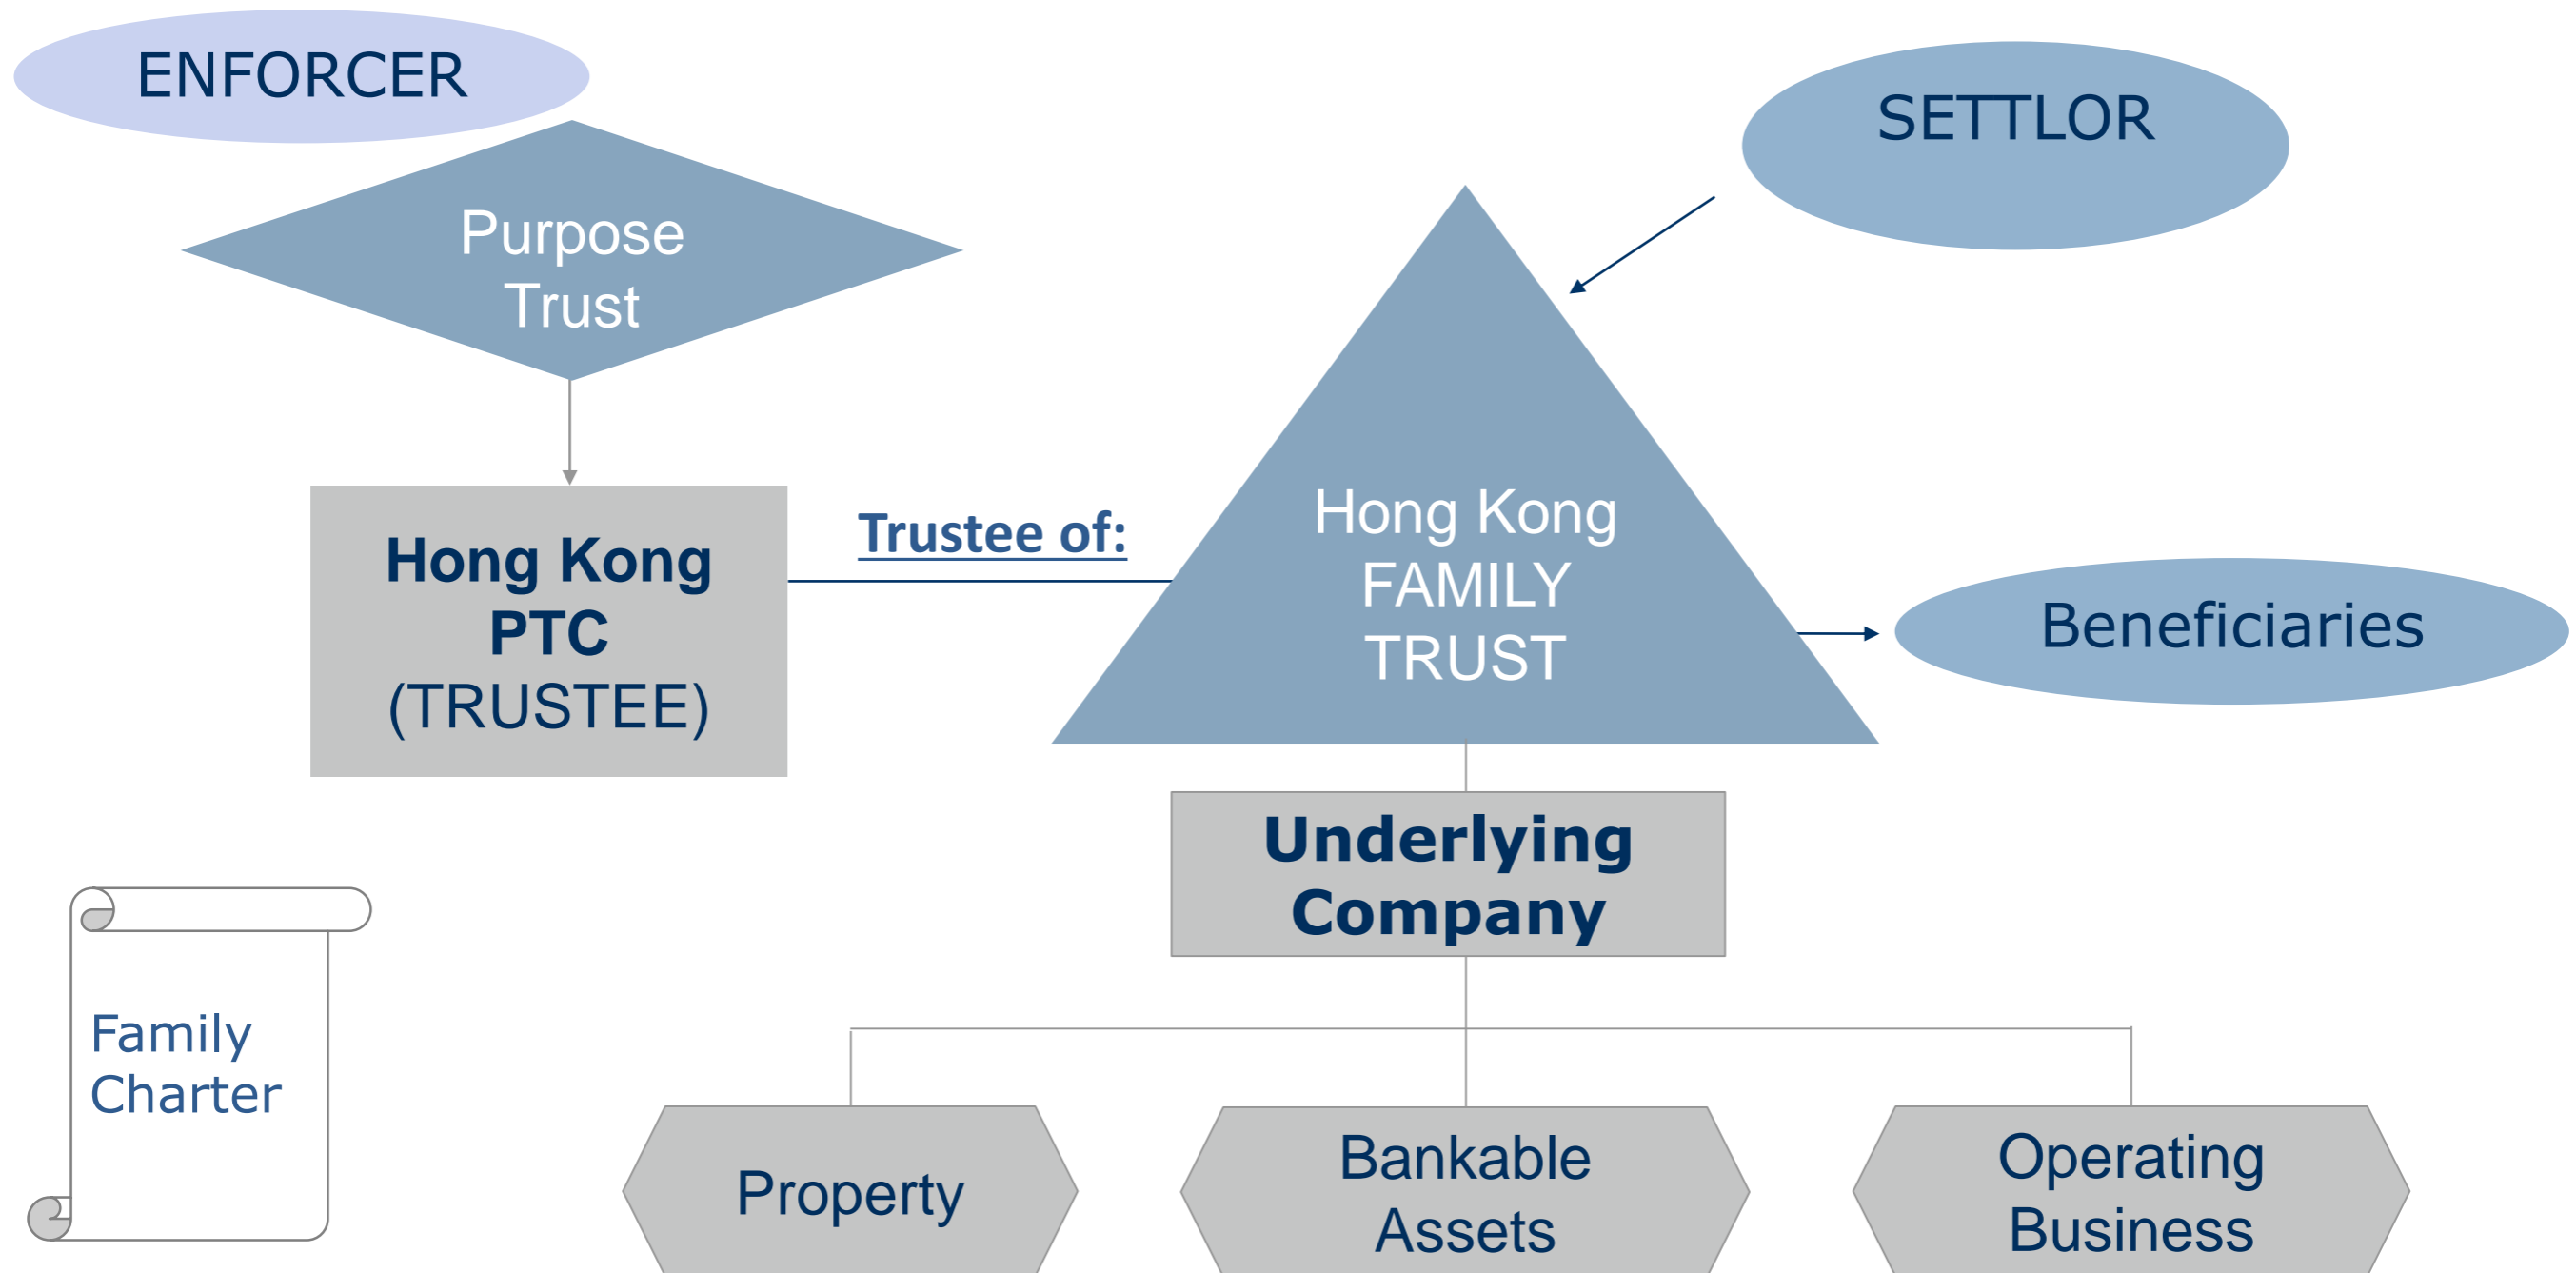 ENFORCER
SETTLOR
Purpose
Trust
Hong Kong
PTC
(TRUSTEE)
Trustee of:
Hong Kong
FAMILY
TRUST
Beneficiaries
Underlying
Company
Family
Charter
Property
Bankable
Assets
Operating
Business